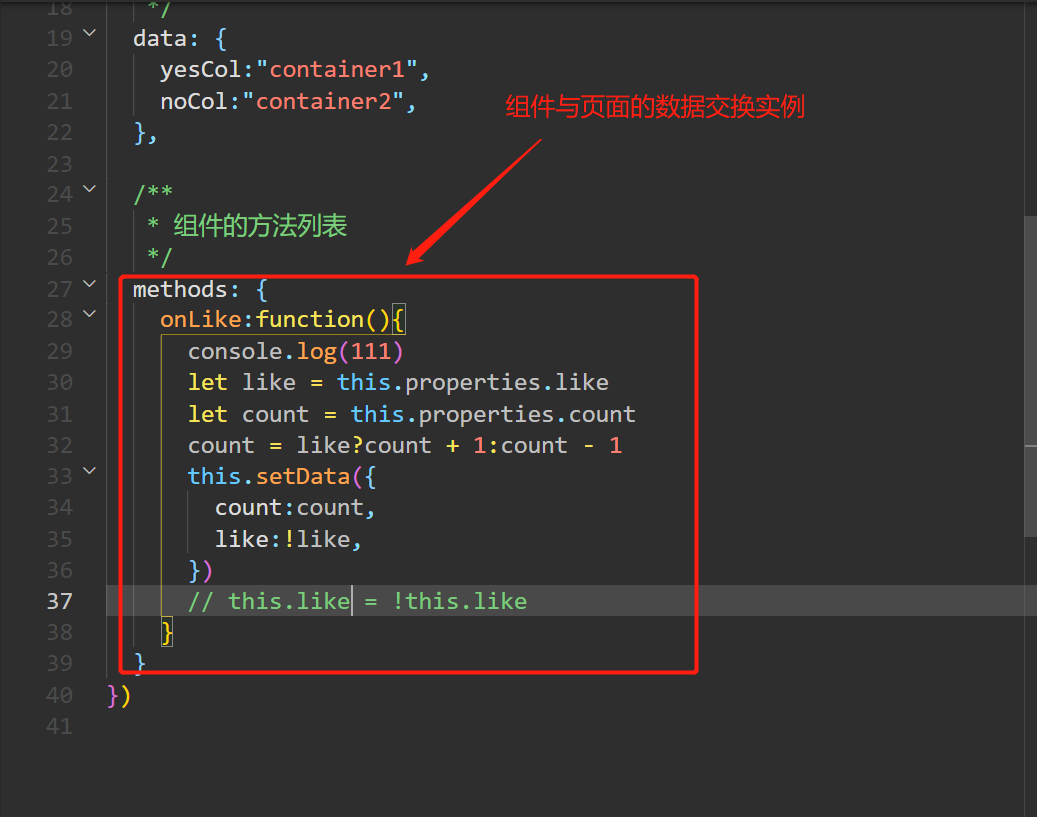 18 */
19 data: {
20 yesCol:"container1",
21 noCol:"container2",
组件与页面的数据交换实例
22 },
23
24 /**
25 * 组件的方法列表
26 */
27 methods: {
28 onLike:function(){
29 console.log(111)
30 let like = this.properties.like
31 let count = this.properties.count
32 count = like?count + 1:count - 1
33 this.setData({
34 count:count,
35 like:!like,
36 })
37 // this.like = !this.like
38 }
39 }
40 })
41